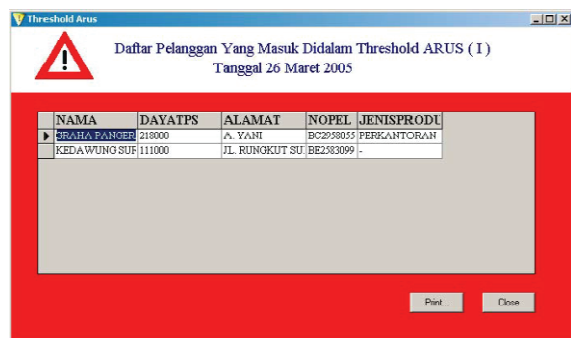 Threshold Arus
Daftar Pelanggan Yang Masuk Didalam Threshold ARUS ( I )
Tanggal 26 Maret 2005
NAMA DAYATPS ALAMAT NOPEL JENISPRODU
GRAHA PANGER 218000 A. YANI BC2958055 PERKANTORAN
KEDAWUNG SUF 111000 JL. RUNGKUT SU BE2583099 -
Print Close